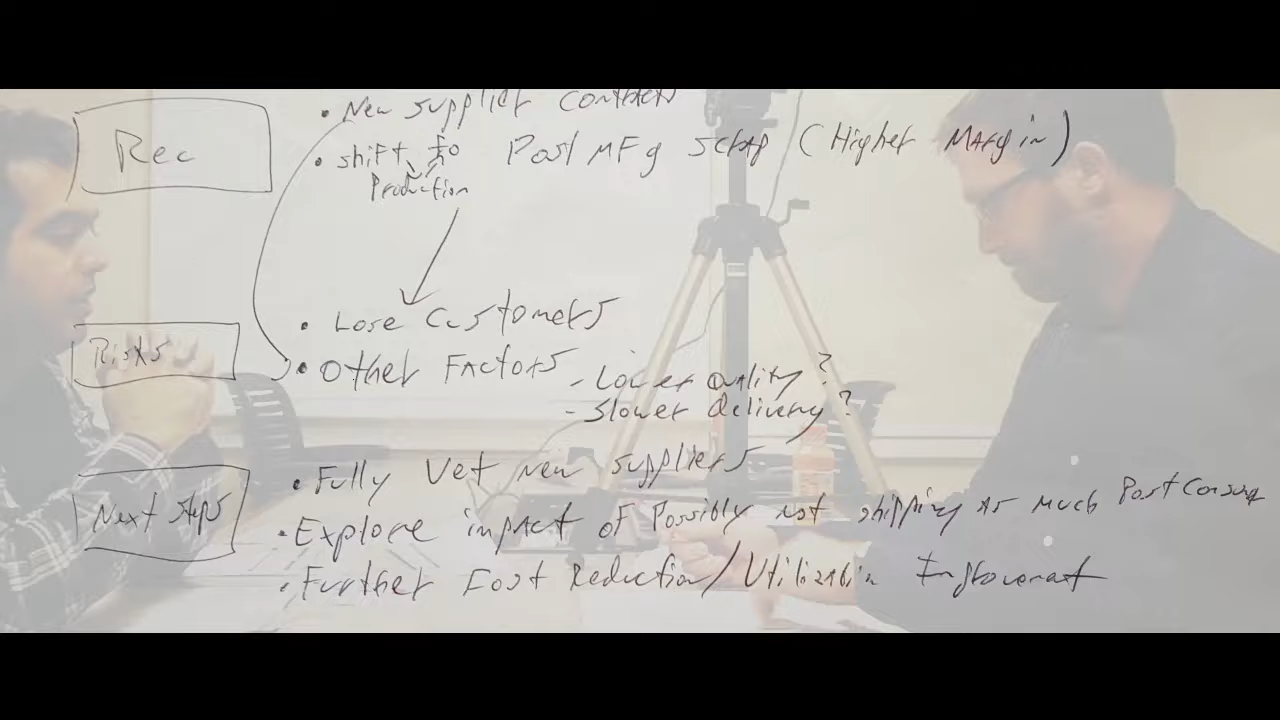 Rec
• New supplier contracts
• shift to Post MFg scrap (Higher Margin)
Production
• Lose Customers
Risks
• Other Factors
- Lower quality?
- Slower delivery?
Next steps
• Fully Vet new suppliers
• Explore impact of Possibly not shipping as much Post Consumer
• Further Cost Reduction/Utilization Improvement